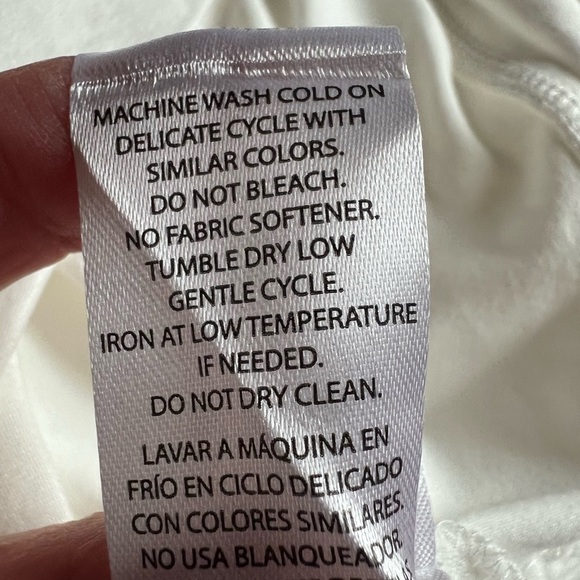 MACHINE WASH COLD ON
DELICATE CYCLE WITH
SIMILAR COLORS.
DO NOT BLEACH.
NO FABRIC SOFTENER.
TUMBLE DRY LOW
GENTLE CYCLE.
IRON AT LOW TEMPERATURE
IF NEEDED.
DO NOT DRY CLEAN.
LAVAR A MÁQUINA EN
FRÍO EN CICLO DELICADO
CON COLORES SIMILARES.
NO USA BLANQUEADOR.